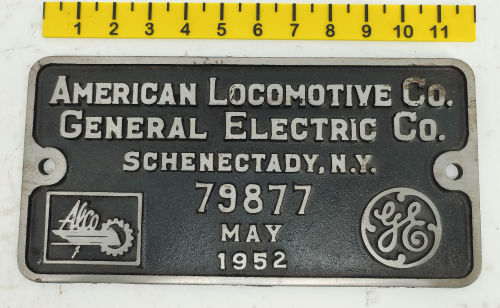 1 2 3 4 5 6 7 8 9 10 11
AMERICAN LOCOMOTIVE CO.
GENERAL ELECTRIC CO.
SCHENECTADY, N.Y.
79877
MAY
1952
Alco
GE